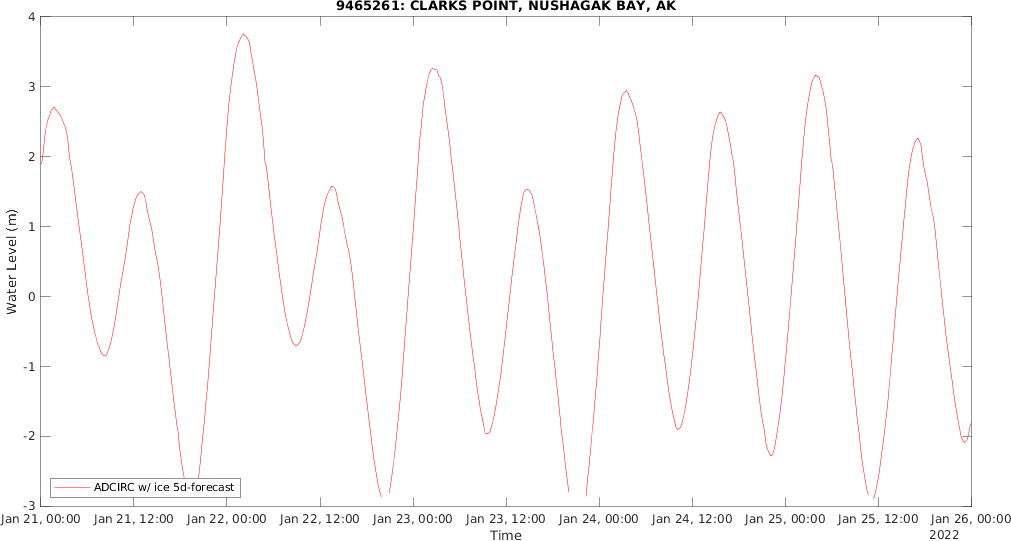 9465261: CLARKS POINT, NUSHAGAK BAY, AK
4
3
2
1
0
-1
-2
-3
Water Level (m)
ADCIRC w/ ice 5d-forecast
Jan 21, 00:00 Jan 21, 12:00 Jan 22, 00:00 Jan 22, 12:00 Jan 23, 00:00 Jan 23, 12:00 Jan 24, 00:00 Jan 24, 12:00 Jan 25, 00:00 Jan 25, 12:00 Jan 26, 00:00
Time
2022